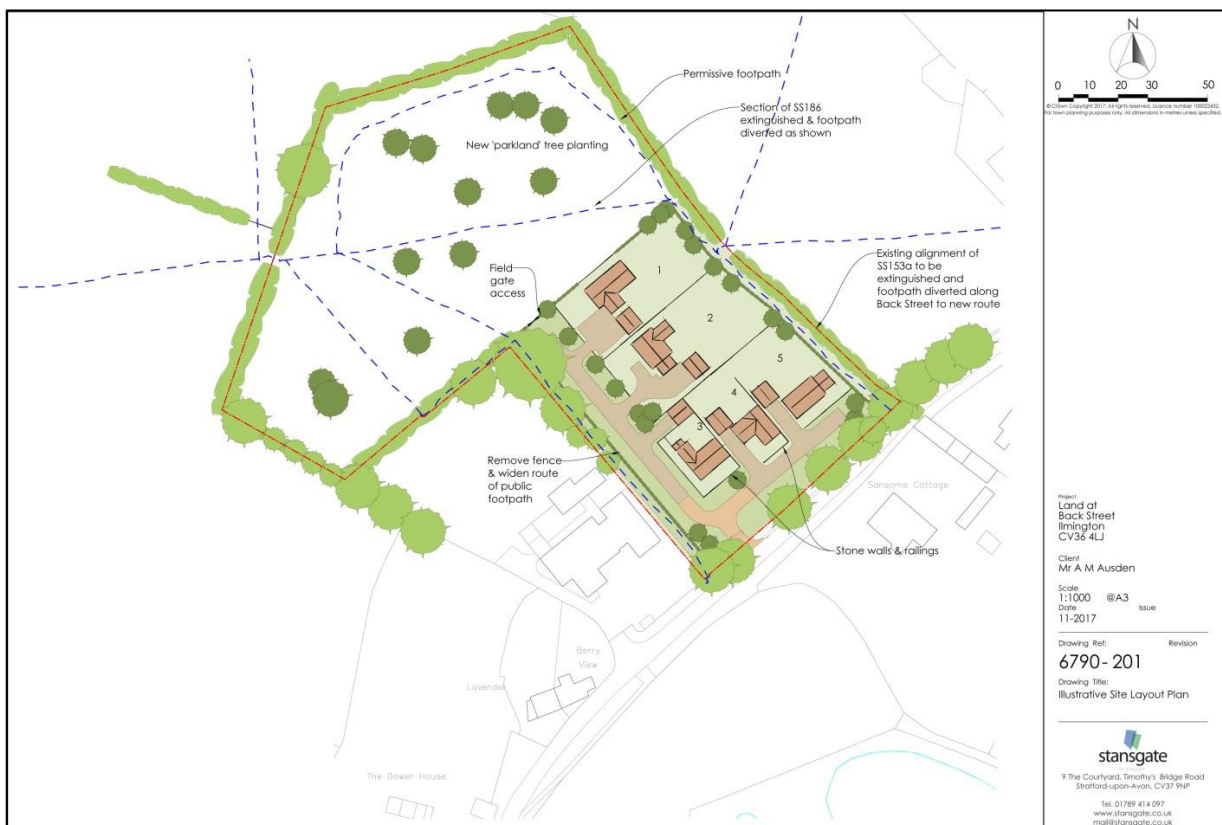 Permissive footpath
Section of SS186
extinguished & footpath
diverted as shown
New 'parkland' tree planting
Existing alignment of
SS153a to be
extinguished and
footpath diverted along
Back Street to new route
Field
gate
access
1
2
5
4
3
Remove fence
& widen route
of public
footpath
Sansome Cottage
Stone walls & railings
Berry
View
Lavender
The Dower House
N
0 10 20 30 50
© Crown Copyright 2017. All rights reserved. Licence number 100022432.
For town planning purposes only. All dimensions in metres unless specified.
Project
Land at
Back Street
Ilmington
CV36 4LJ
Client
Mr A M Ausden
Scale
1:1000 @A3
Date Issue
11-2017
Drawing Ref: Revision
6790-201
Drawing Title:
Illustrative Site Layout Plan
stansgate
9 The Courtyard, Timothy's Bridge Road
Stratford-upon-Avon, CV37 9NP
Tel. 01789 414 097
www.stansgate.co.uk
mail@stansgate.co.uk